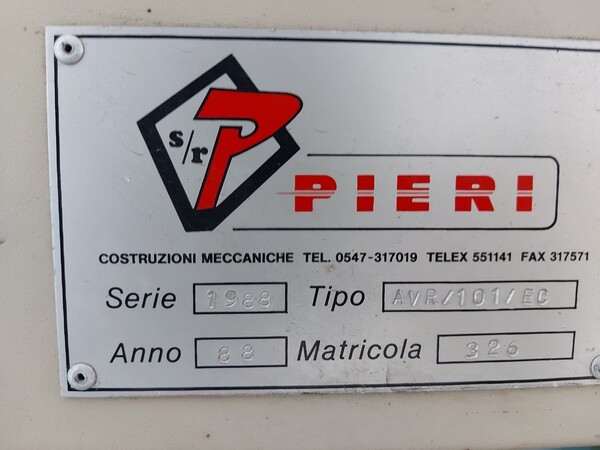 s/r P
PIERI
COSTRUZIONI MECCANICHE TEL. 0547-317019 TELEX 551141 FAX 317571
Serie 1988 Tipo AVR/101/EC
Anno 88 Matricola 326